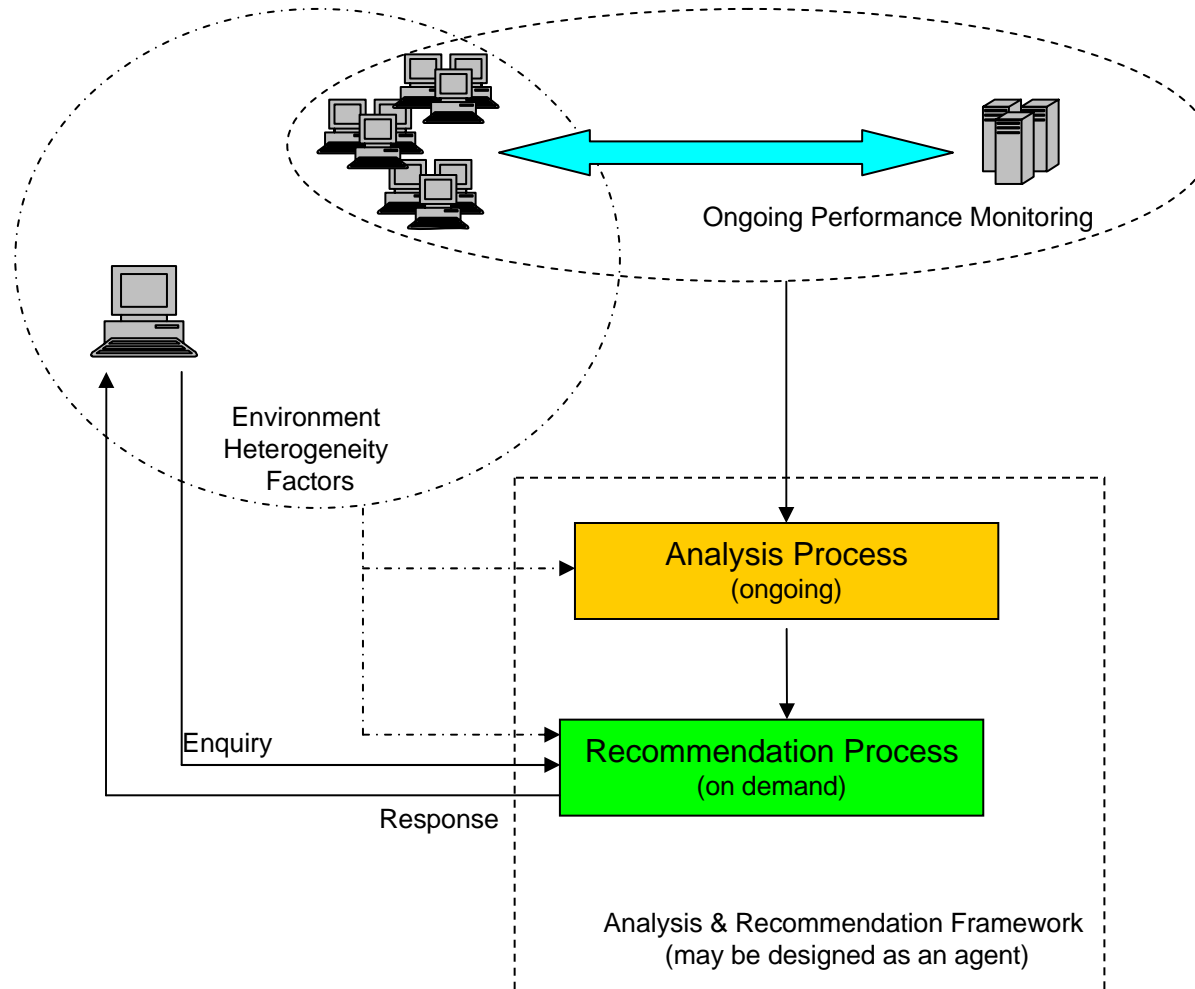 Ongoing Performance Monitoring
Environment
Heterogeneity
Factors
Analysis Process
(ongoing)
Enquiry
Recommendation Process
(on demand)
Response
Analysis & Recommendation Framework
(may be designed as an agent)